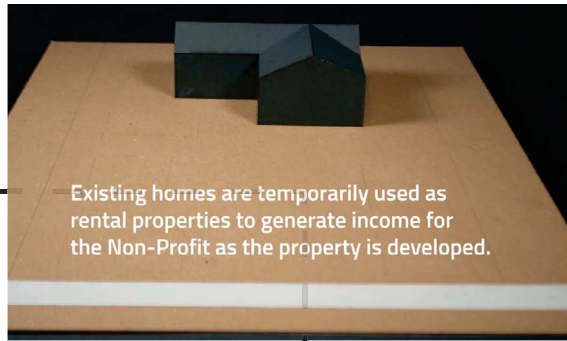 Existing homes are temporarily used as
rental properties to generate income for
the Non-Profit as the property is developed.